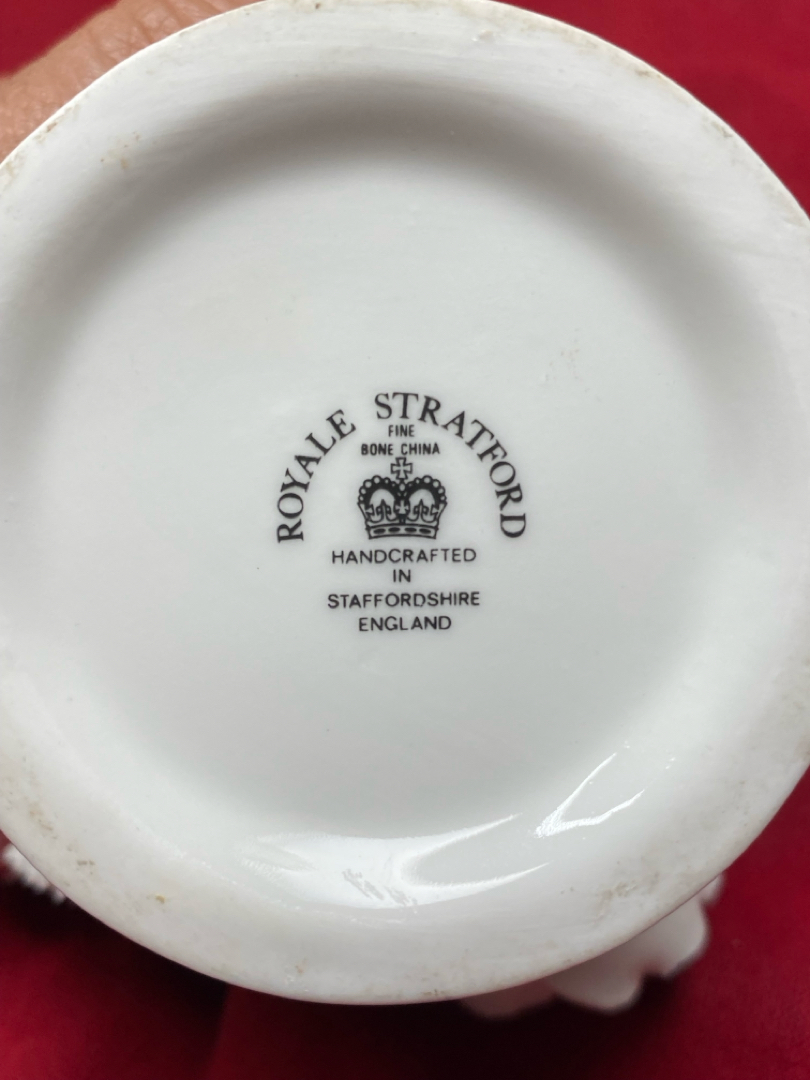 ROYALE STRATFORD
FINE
BONE CHINA
HANDCRAFTED
IN
STAFFORDSHIRE
ENGLAND